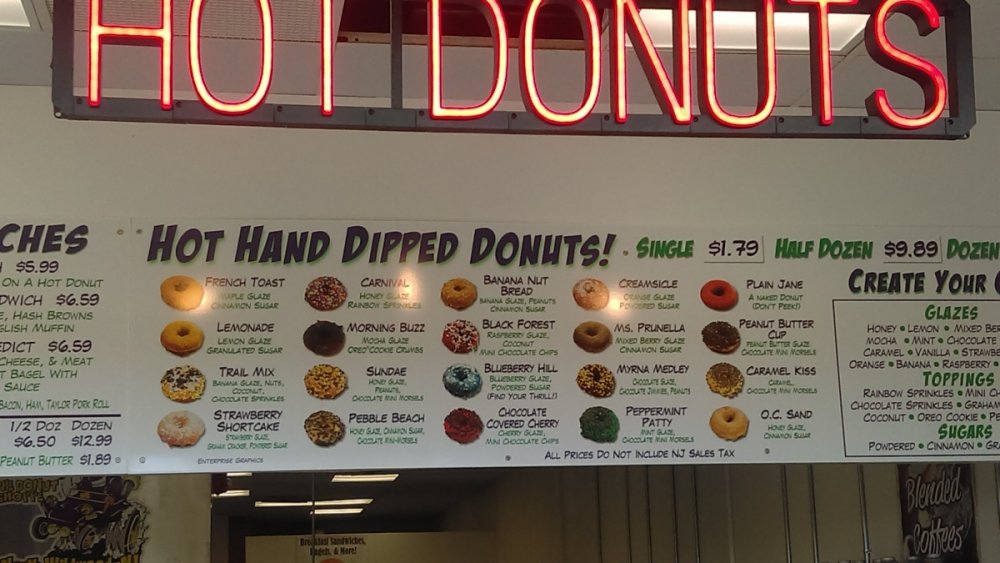 HOT DONUTS
CHES
$5.99
ON A HOT DONUT
DWICH $6.59
E, HASH BROWNS
GLISH MUFFIN
EDICT $6.59
CHEESE, & MEAT
T BAGEL WITH
SAUCE
BACON, HAM, TAYLOR PORK ROLL
1/2 DOZ DOZEN
$6.50 $12.99
PEANUT BUTTER $1.89
HOT HAND DIPPED DONUTS!
SINGLE $1.79 HALF DOZEN $9.89 DOZEN
FRENCH TOAST
MAPLE GLAZE
CINNAMON SUGAR
CARNIVAL
HONEY GLAZE
RAINBOW SPRINKLES
BANANA NUT
BREAD
BANANA GLAZE, PEANUTS
CINNAMON SUGAR
CREAMSICLE
ORANGE GLAZE
POWDERED SUGAR
PLAIN JANE
A NAKED DONUT
(DON'T PEEK!)
LEMONADE
LEMON GLAZE
GRANULATED SUGAR
MORNING BUZZ
MOCHA GLAZE
OREO COOKIE CRUMBS
BLACK FOREST
RASPBERRY GLAZE,
COCONUT
MINI CHOCOLATE CHIPS
MS. PRUNELLA
MIXED BERRY GLAZE
CINNAMON SUGAR
PEANUT BUTTER
CUP
PEANUT BUTTER GLAZE
CHOCOLATE MINI MORSELS
TRAIL MIX
BANANA GLAZE, NUTS,
COCONUT,
CHOCOLATE SPRINKLES
SUNDAE
HONEY GLAZE,
PEANUTS,
CHOCOLATE MINI MORSELS
BLUEBERRY HILL
BLUEBERRY GLAZE,
POWDERED SUGAR
(FIND YOUR THRILL!)
MYRNA MEDLEY
CHOCOLATE GLAZE,
CHOCOLATE JIMMIES, PEANUTS
CARAMEL KISS
CARAMEL,
CHOCOLATE MINI MORSELS
STRAWBERRY
SHORTCAKE
STRAWBERRY GLAZE,
GRAHAM CRACKER, POWDERED SUGAR
PEBBLE BEACH
HONEY GLAZE, CINNAMON SUGAR,
CHOCOLATE MINI-MORSELS
CHOCOLATE
COVERED CHERRY
CHERRY GLAZE,
MINI CHOCOLATE CHIPS
PEPPERMINT
PATTY
MINT GLAZE,
CHOCOLATE MINI MORSELS
O.C. SAND
HONEY GLAZE,
CINNAMON SUGAR
ENTERPRISE GRAPHICS
ALL PRICES DO NOT INCLUDE NJ SALES TAX
CREATE YOUR
GLAZES
HONEY • LEMON • MIXED BER
MOCHA • MINT • CHOCOLATE
CARAMEL • VANILLA • STRAWB
ORANGE • BANANA • RASPBERRY
TOPPINGS
RAINBOW SPRINKLES • MINI CH
CHOCOLATE SPRINKLES • GRAHAM
COCONUT • OREO COOKIE • PE
SUGARS
POWDERED • CINNAMON • GRA
Breakfast Sandwiches,
Bagels, & More!
Blended
Coffees